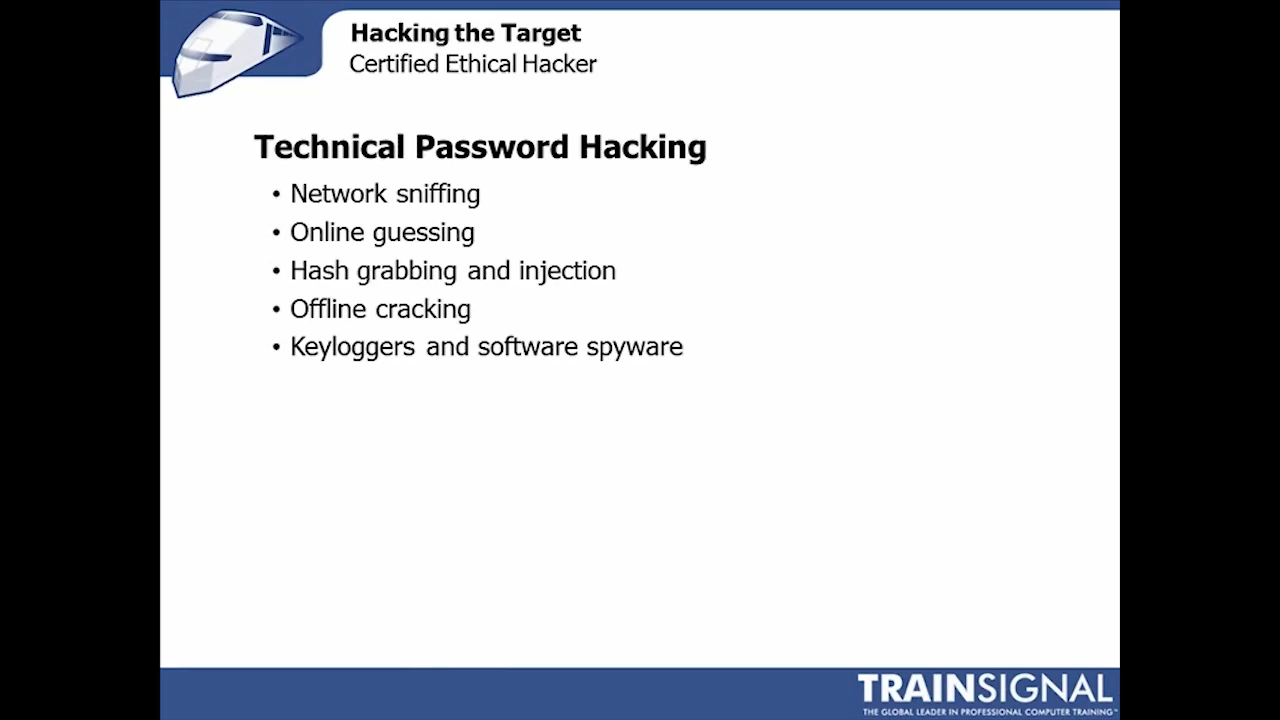 Hacking the Target
Certified Ethical Hacker
Technical Password Hacking
• Network sniffing
• Online guessing
• Hash grabbing and injection
• Offline cracking
• Keyloggers and software spyware
TRAINSIGNAL
THE GLOBAL LEADER IN PROFESSIONAL COMPUTER TRAINING™